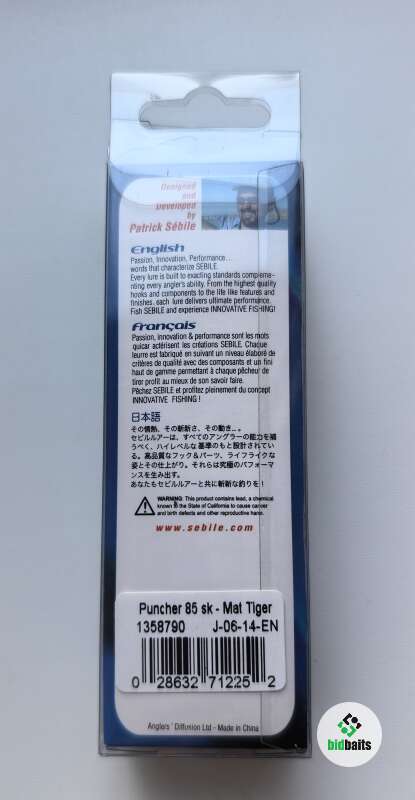 Designed
and
Developed
by
Patrick Sébile
English
Passion, Innovation, Performance...
words that characterize SEBILE.
Every lure is built to exacting standards compleme-
nting every angler's ability. From the highest quality
hooks and components to the life like features and
finishes, each lure delivers ultimate performance.
Fish SEBILE and experience INNOVATIVE FISHING!
Français
Passion, innovation & performance sont les mots
quicar actérisent les créations SEBILE. Chaque
leurre est fabriqué en suivant un niveau élaboré de
critères de qualité avec des composants et un fini
haut de gamme permettant à chaque pêcheur de
tirer profit au mieux de son savoir faire.
Pêchez SEBILE et profitez pleinement du concept
INNOVATIVE FISHING !
日本語
その情熱、その斬新さ、その動き...。
セビルルアーは、すべてのアングラーの能力を補
うべく、ハイレベルな基準のもと設計されてい
る。高品質なフック&パーツ、ライフライクな
姿とその仕上がり。それらは究極のパフォーマ
ンスを生み出す。
あなたもセビルルアーと共に斬新な釣りを!
WARNING: This product contains lead, a chemical
known to the State of California to cause cancer
and birth defects and other reproductive harm.
www.sebile.com
Puncher 85 sk - Mat Tiger
1358790 J-06-14-EN
0 28632 71225 2
Anglers' Diffusion Ltd - Made in China
bidbaits